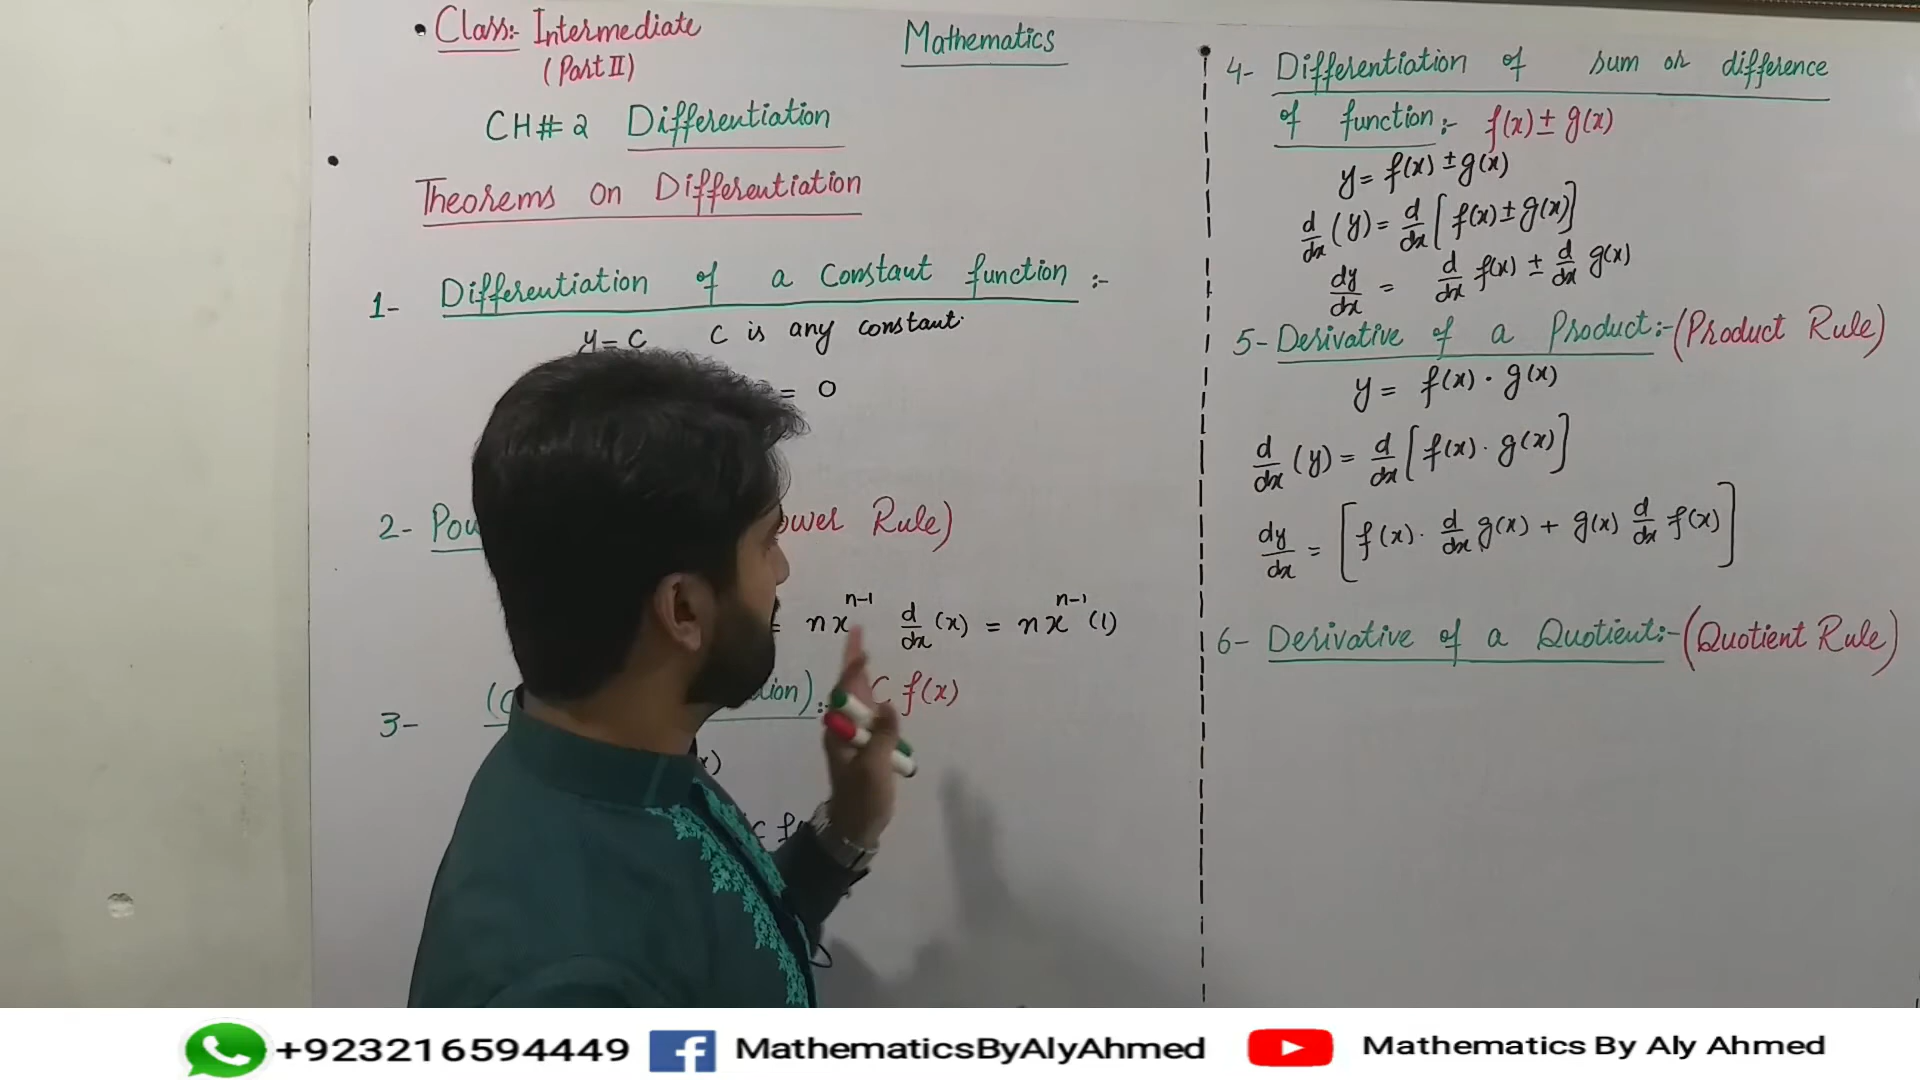 Class:- Intermediate
(Part II)
Mathematics
CH# 2 Differentiation
Theorems on Differentiation
1- Differentiation of a Constant function :-
y = c c is any constant.
= 0
2- Pow ower Rule)
= nx^{n-1} d/dx (x) = nx^{n-1} (1)
3- (C tion) :- C f(x)
x)
c f
4- Differentiation of sum or difference
of function :- f(x) ± g(x)
y = f(x) ± g(x)
d/dx (y) = d/dx [f(x) ± g(x)]
dy/dx = d/dx f(x) ± d/dx g(x)
5- Derivative of a Product :- (Product Rule)
y = f(x) · g(x)
d/dx (y) = d/dx [f(x) · g(x)]
dy/dx = [f(x) · d/dx g(x) + g(x) d/dx f(x)]
6- Derivative of a Quotient :- (Quotient Rule)
+923216594449 MathematicsByAlyAhmed Mathematics By Aly Ahmed